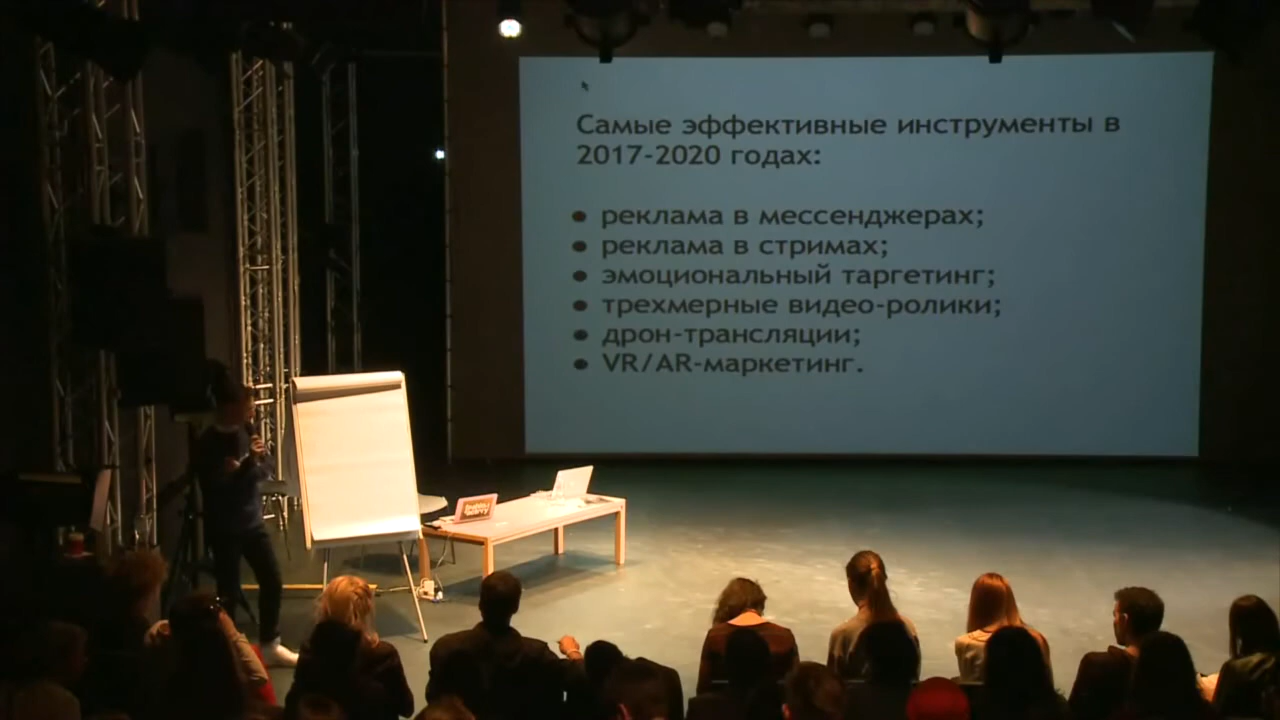 Самые эффективные инструменты в
2017-2020 годах:
• реклама в мессенджерах;
• реклама в стримах;
• эмоциональный таргетинг;
• трехмерные видео-ролики;
• дрон-трансляции;
• VR/AR-маркетинг.